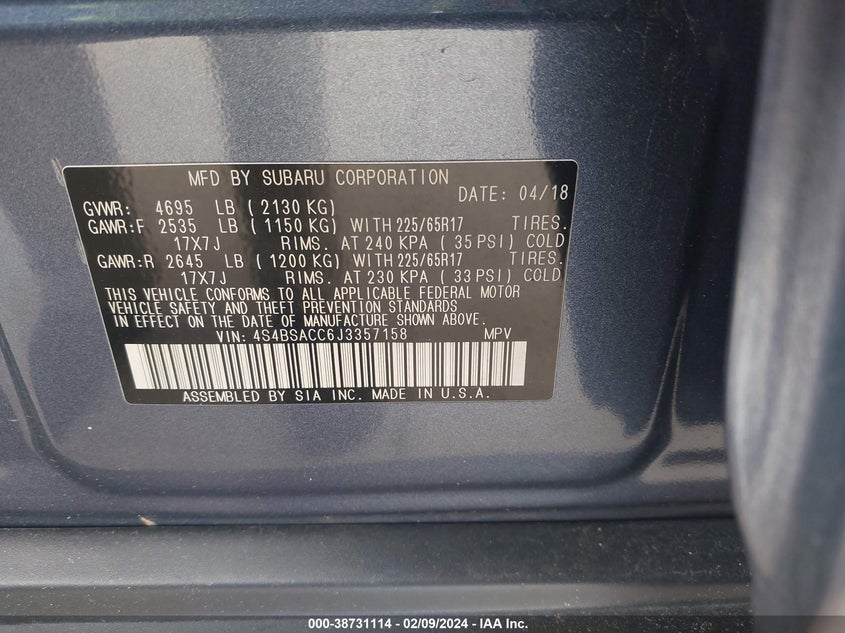 MFD BY SUBARU CORPORATION
DATE: 04/18
GVWR: 4695 LB ( 2130 KG)
GAWR:F 2535 LB ( 1150 KG) WITH 225/65R17 TIRES.
17X7J RIMS. AT 240 KPA ( 35 PSI) COLD
GAWR:R 2645 LB ( 1200 KG) WITH 225/65R17 TIRES.
17X7J RIMS. AT 230 KPA ( 33 PSI) COLD
THIS VEHICLE CONFORMS TO ALL APPLICABLE FEDERAL MOTOR
VEHICLE SAFETY AND THEFT PREVENTION STANDARDS
IN EFFECT ON THE DATE OF MANUFACTURE SHOWN ABOVE.
VIN: 4S4BSACC6J3357158 MPV
ASSEMBLED BY SIA INC. MADE IN U.S.A.
000-38731114 — 02/09/2024 — IAA Inc.